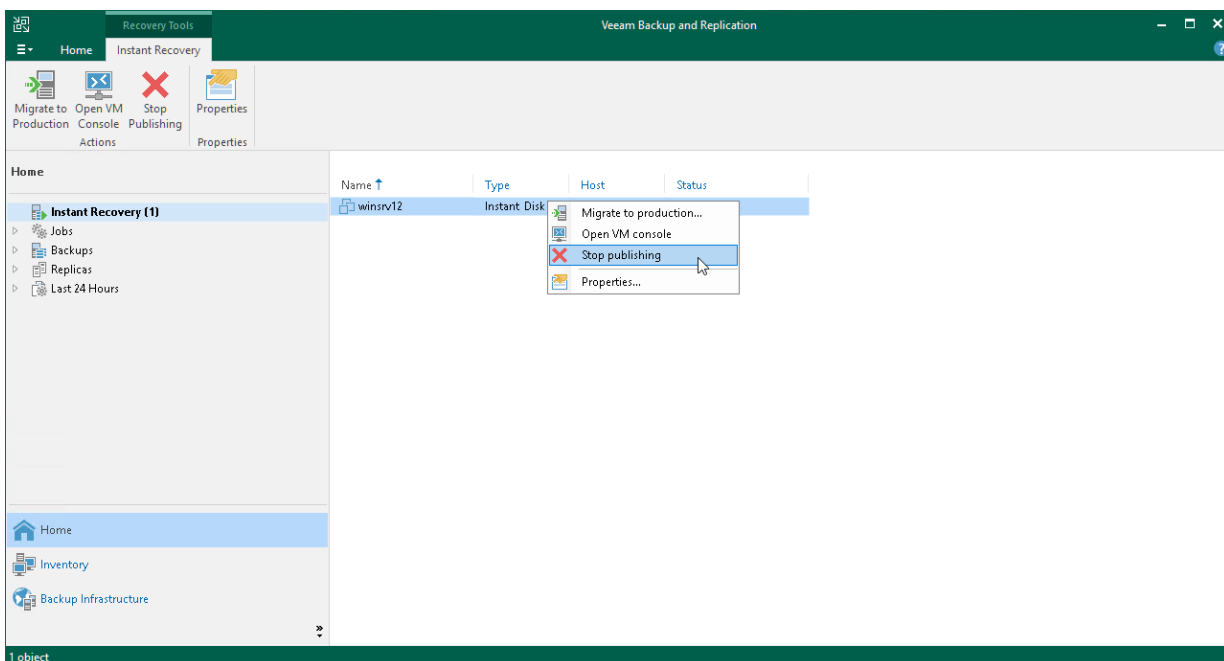 Recovery Tools
Veeam Backup and Replication
Home
Instant Recovery
Migrate to
Production
Open VM
Console
Stop
Publishing
Properties
Actions
Properties
Home
Instant Recovery (1)
Jobs
Backups
Replicas
Last 24 Hours
Home
Inventory
Backup Infrastructure
Name
Type
Host
Status
winsrv12
Instant Disk
Migrate to production...
Open VM console
Stop publishing
Properties...
1 object